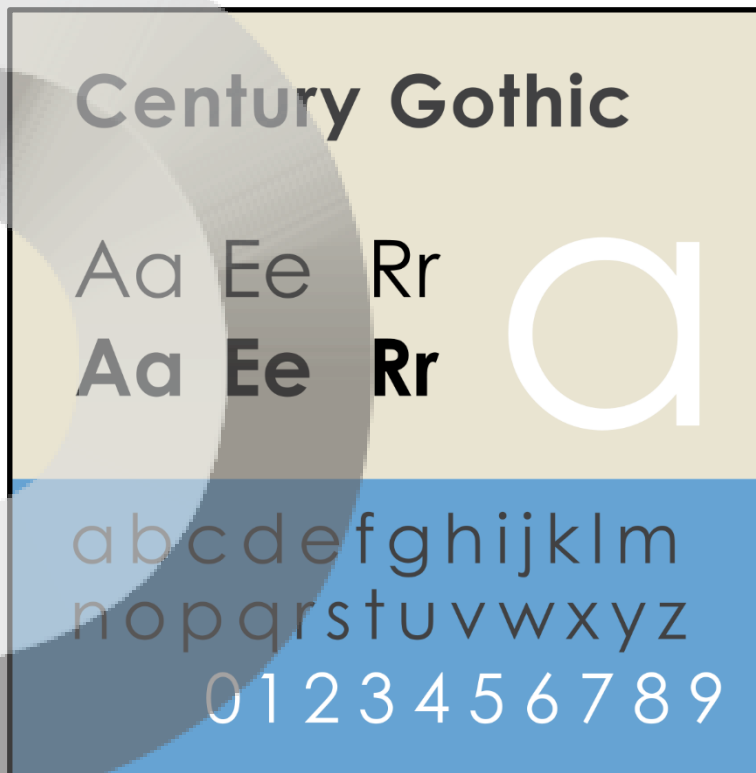 Century Gothic
Aa Ee Rr
a
Aa Ee Rr
abcdefghijklm
nopqrstuvwxyz
0123456789